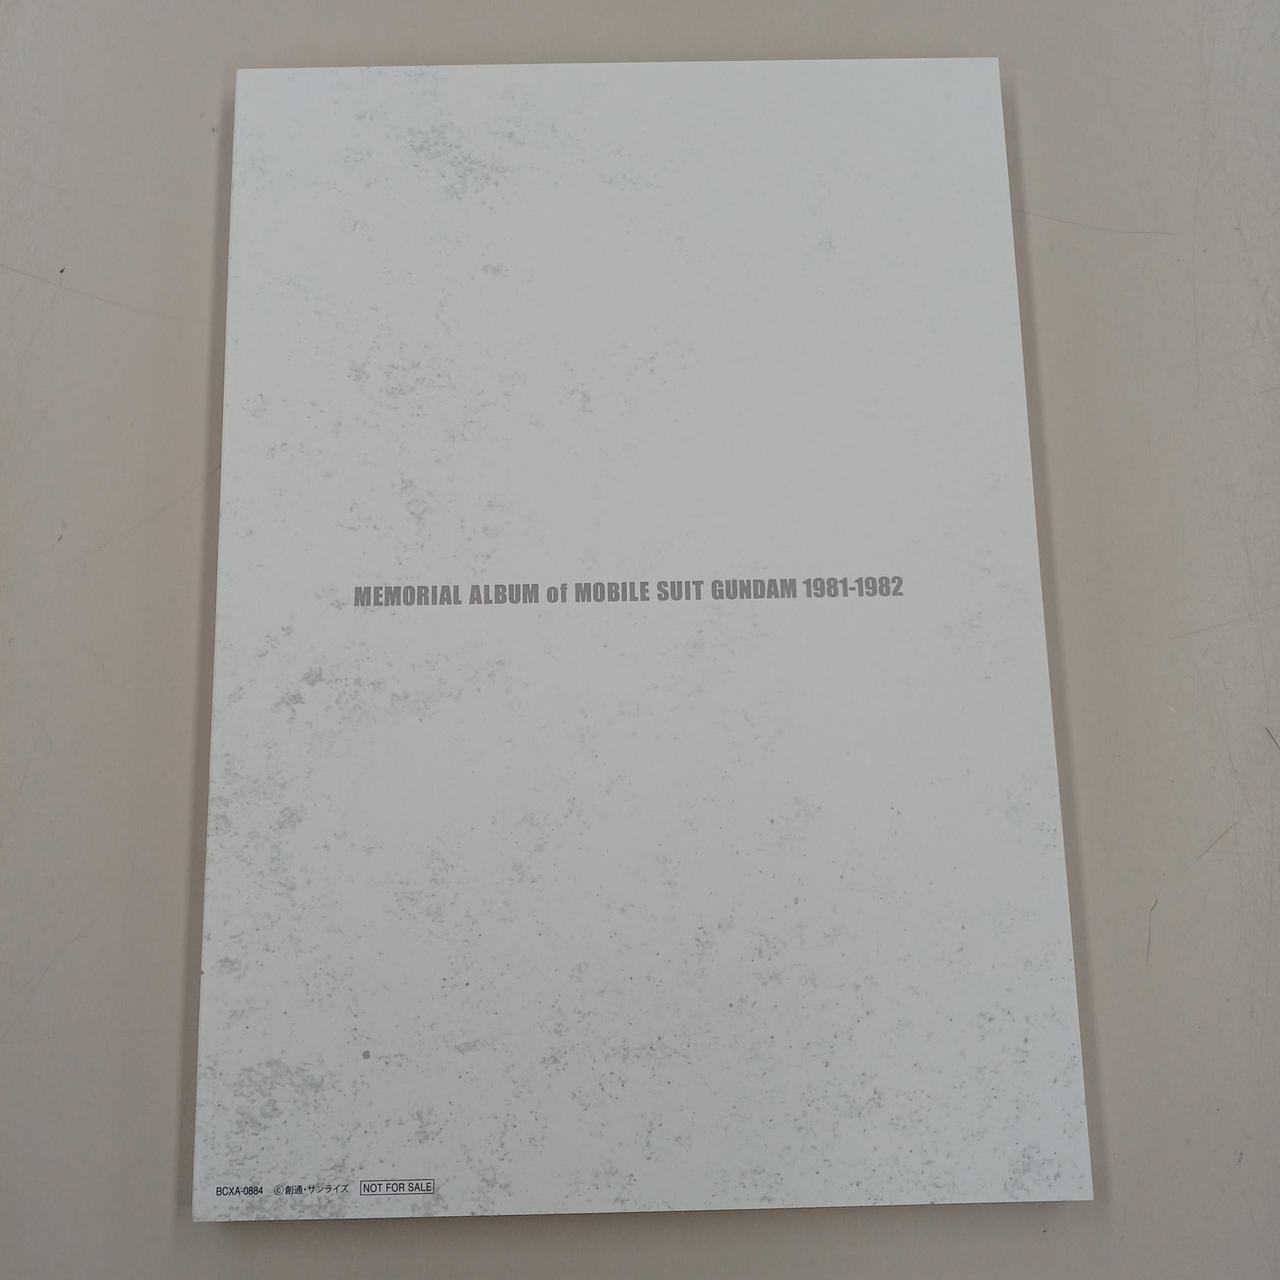 MEMORIAL ALBUM of MOBILE SUIT GUNDAM 1981-1982
BCXA-0884 ©創通・サンライズ NOT FOR SALE